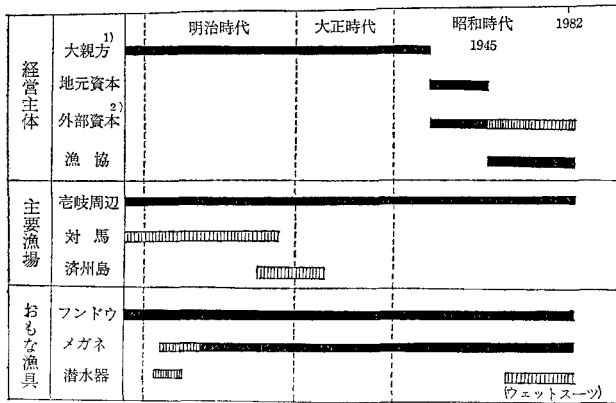 明治時代 大正時代 昭和時代 1982
1945
経営主体
大親方1)
地元資本
外部資本2)
漁協
主要漁場
壱岐周辺
対馬
済州島
おもな漁具
フンドウ
メガネ
潜水器
(ウェットスーツ)